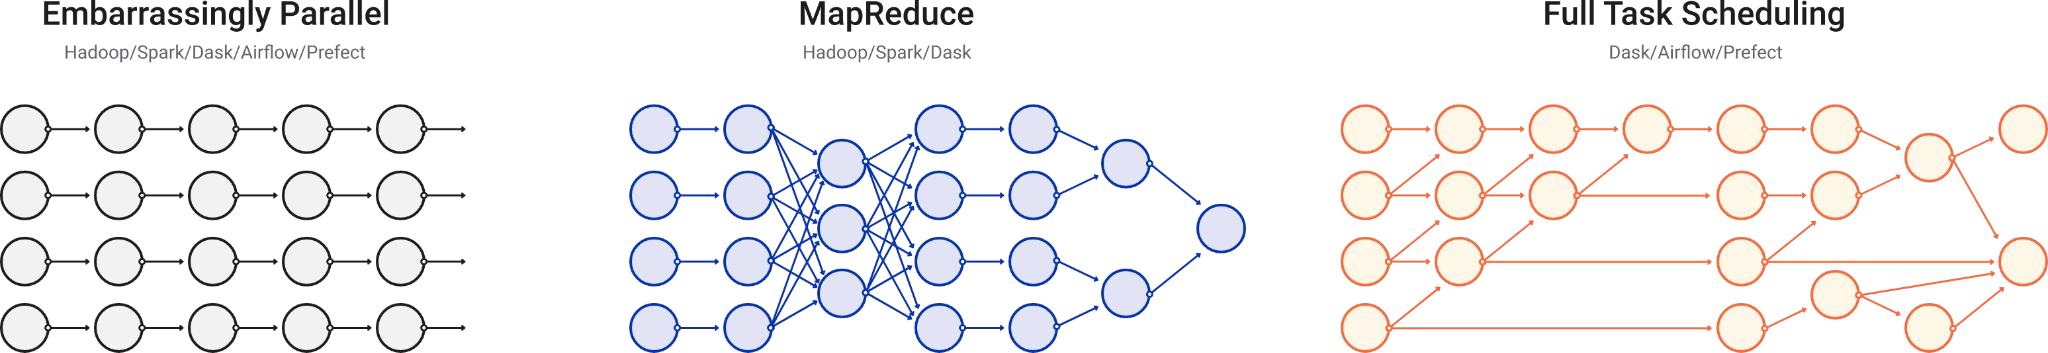 Embarrassingly Parallel
Hadoop/Spark/Dask/Airflow/Prefect
MapReduce
Hadoop/Spark/Dask
Full Task Scheduling
Dask/Airflow/Prefect